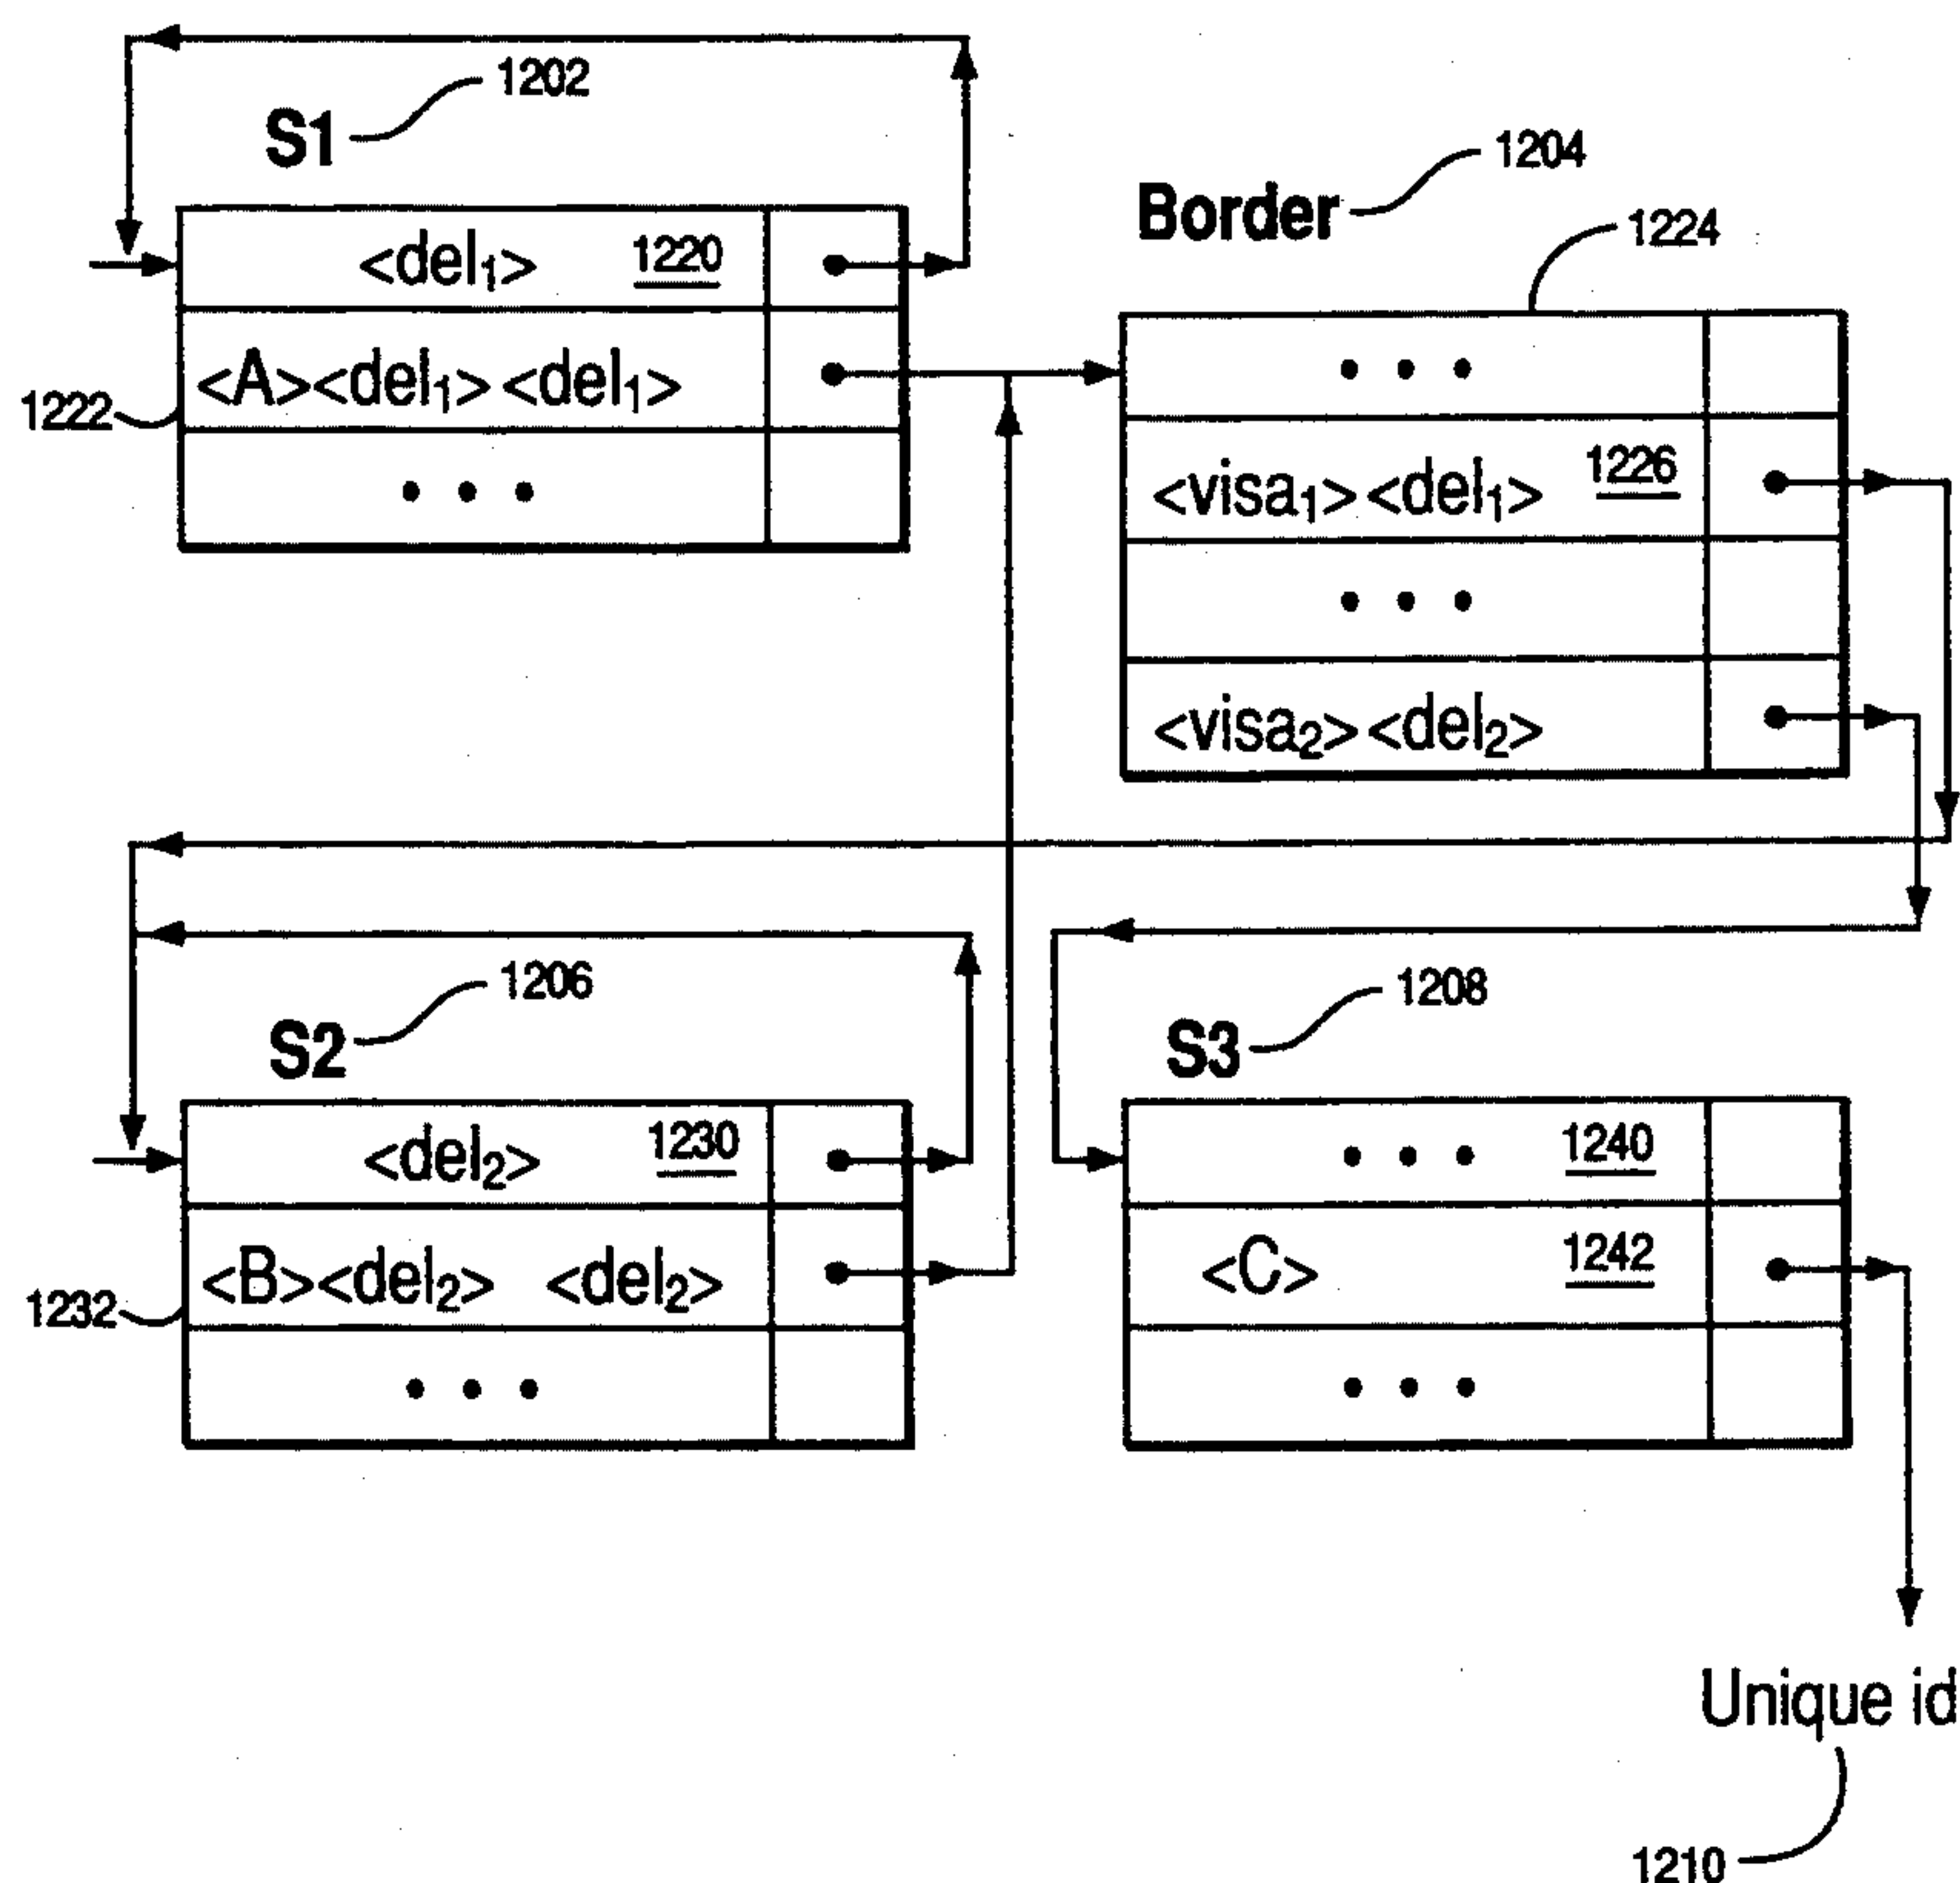 S1 1202
<del₁> 1220
1222 <A><del₁><del₁>
• • •
Border 1204
1224
• • •
<visa₁><del₁> 1226
• • •
<visa₂><del₂>
S2 1206
<del₂> 1230
1232 <B><del₂> <del₂>
• • •
S3 1208
• • • 1240
<C> 1242
• • •
Unique id
1210